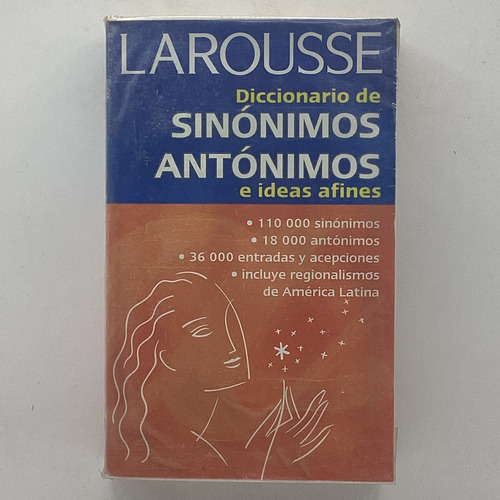 LAROUSSE
Diccionario de
SINÓNIMOS
ANTÓNIMOS
e ideas afines
• 110 000 sinónimos
• 18 000 antónimos
• 36 000 entradas y acepciones
• incluye regionalismos
de América Latina